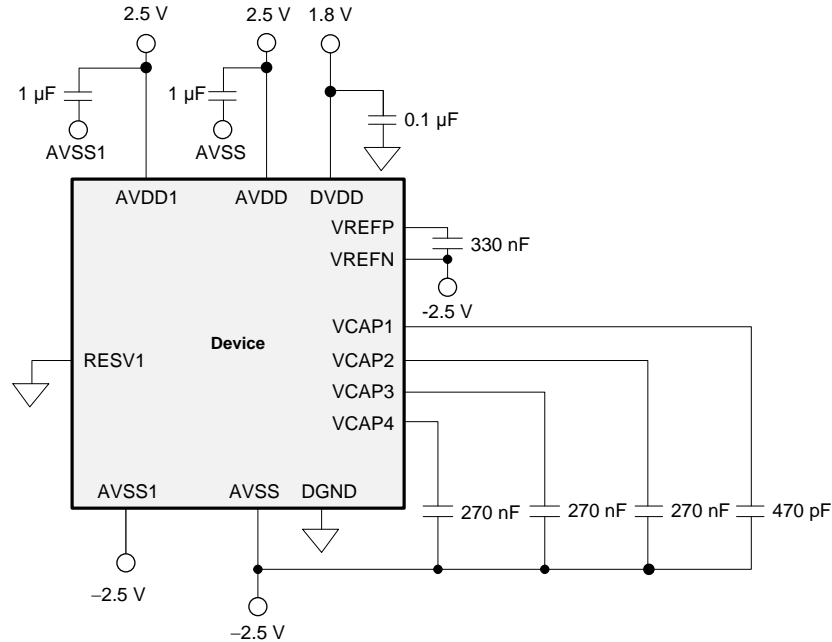 2.5 V
2.5 V
1.8 V
1 µF
1 µF
0.1 µF
AVSS1
AVSS
AVDD1
AVDD
DVDD
VREFP
330 nF
VREFN
-2.5 V
VCAP1
Device
RESV1
VCAP2
VCAP3
VCAP4
AVSS1
AVSS
DGND
270 nF
270 nF
270 nF
470 pF
–2.5 V
–2.5 V